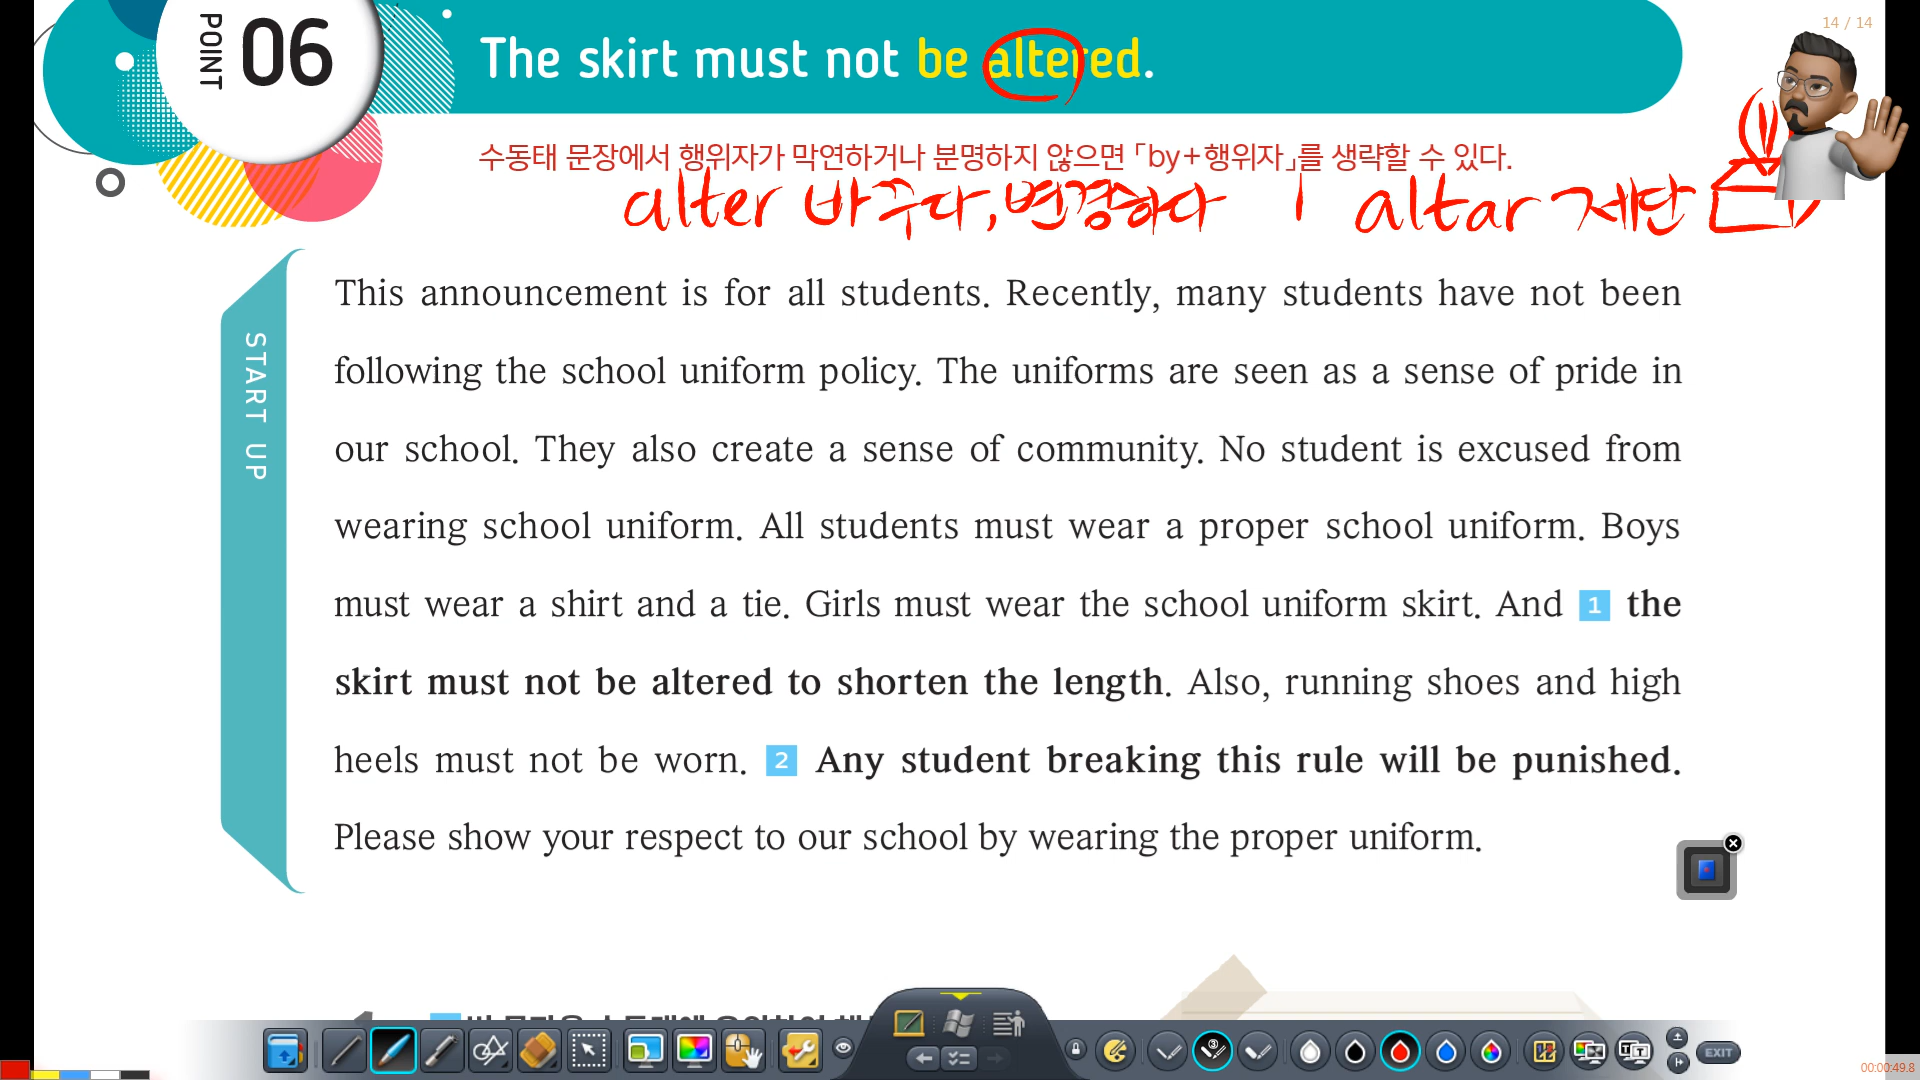 14 / 14
POINT 06
The skirt must not be altered.
수동태 문장에서 행위자가 막연하거나 분명하지 않으면 「by+행위자」를 생략할 수 있다.
alter 바꾸다, 변경하다 | altar 제단
START UP
This announcement is for all students. Recently, many students have not been
following the school uniform policy. The uniforms are seen as a sense of pride in
our school. They also create a sense of community. No student is excused from
wearing school uniform. All students must wear a proper school uniform. Boys
must wear a shirt and a tie. Girls must wear the school uniform skirt. And 1 the
skirt must not be altered to shorten the length. Also, running shoes and high
heels must not be worn. 2 Any student breaking this rule will be punished.
Please show your respect to our school by wearing the proper uniform.
EXIT
00:00:49.8